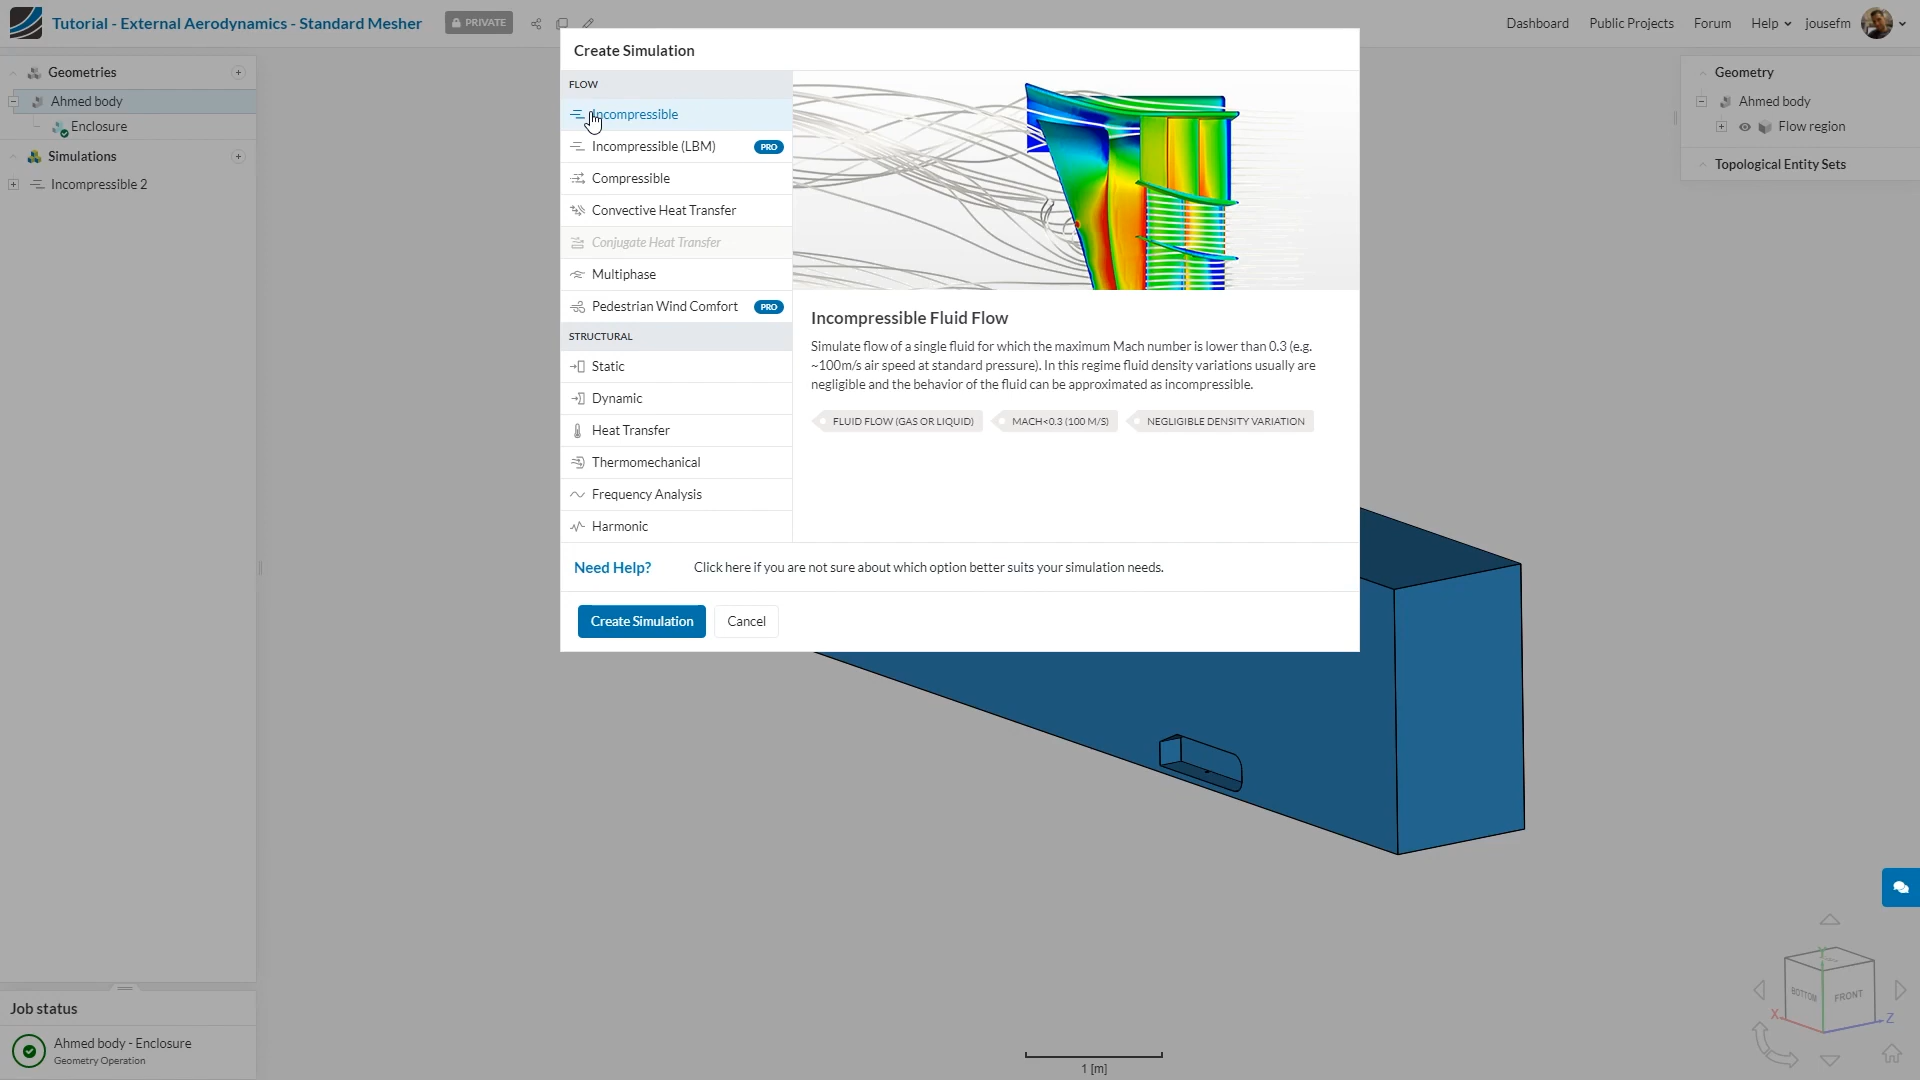 Tutorial - External Aerodynamics - Standard Mesher
PRIVATE
Dashboard
Public Projects
Forum
Help
jousefm
Geometries
Ahmed body
Enclosure
Simulations
Incompressible 2
Create Simulation
FLOW
Incompressible
Incompressible (LBM)
PRO
Compressible
Convective Heat Transfer
Conjugate Heat Transfer
Multiphase
Pedestrian Wind Comfort
PRO
STRUCTURAL
Static
Dynamic
Heat Transfer
Thermomechanical
Frequency Analysis
Harmonic
Incompressible Fluid Flow
Simulate flow of a single fluid for which the maximum Mach number is lower than 0.3 (e.g.
~100m/s air speed at standard pressure). In this regime fluid density variations usually are
negligible and the behavior of the fluid can be approximated as incompressible.
FLUID FLOW (GAS OR LIQUID)
MACH<0.3 (100 M/S)
NEGLIGIBLE DENSITY VARIATION
Need Help?
Click here if you are not sure about which option better suits your simulation needs.
Create Simulation
Cancel
Geometry
Ahmed body
Flow region
Topological Entity Sets
Job status
Ahmed body - Enclosure
Geometry Operation
1 [m]
BOTTOM
FRONT
X
Y
Z